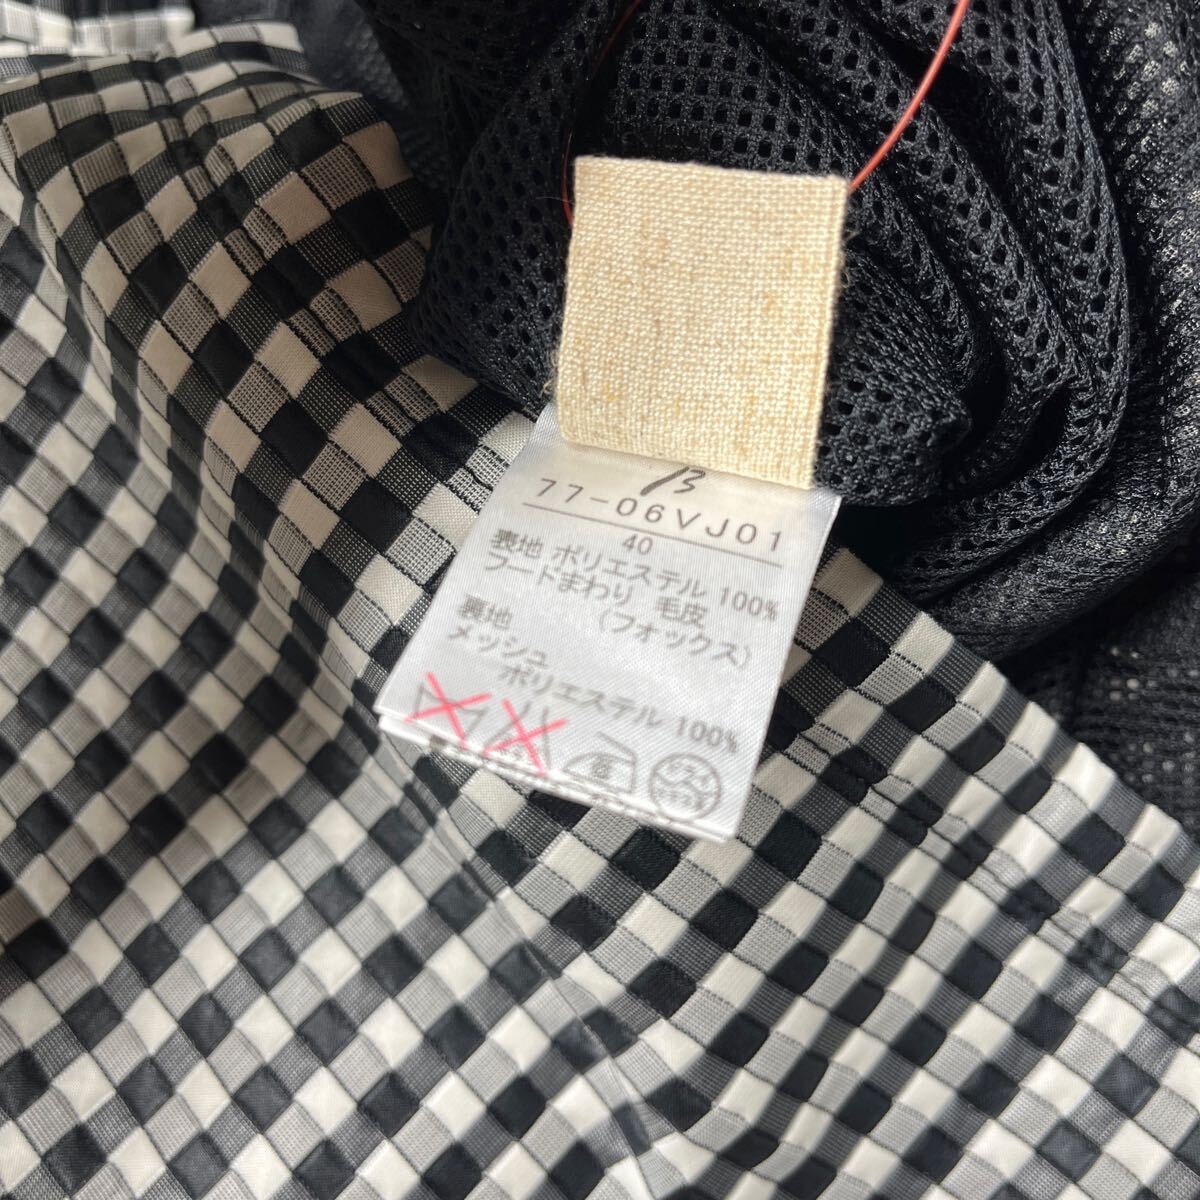 13
77-06VJ01
40
表地 ポリエステル 100%
フードまわり 毛皮
(フォックス)
裏地
メッシュ
ポリエステル 100%